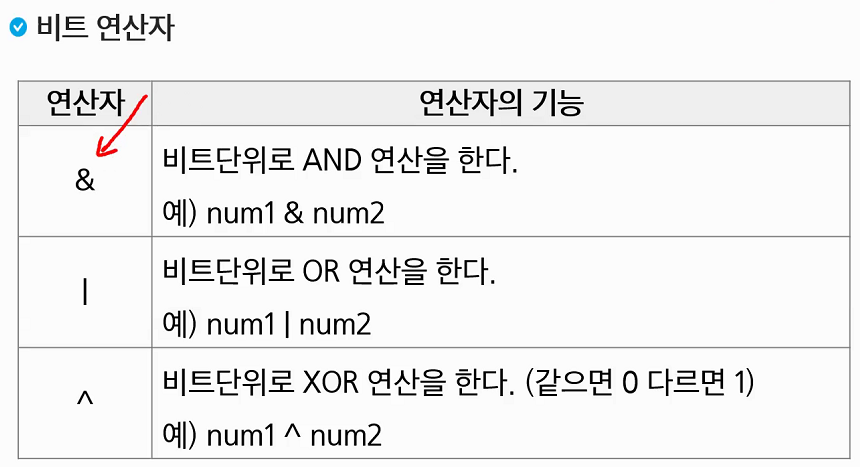 비트 연산자
연산자 연산자의 기능
&
비트단위로 AND 연산을 한다.
예) num1 & num2
|
비트단위로 OR 연산을 한다.
예) num1 | num2
^
비트단위로 XOR 연산을 한다. (같으면 0 다르면 1)
예) num1 ^ num2